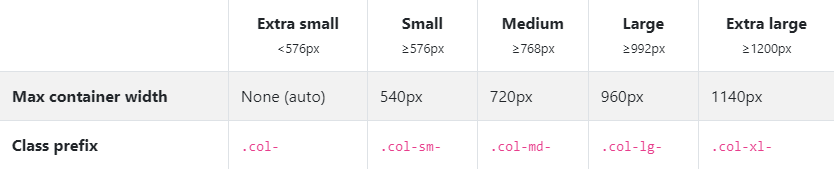 Extra small Small Medium Large Extra large
<576px ≥576px ≥768px ≥992px ≥1200px
Max container width None (auto) 540px 720px 960px 1140px
Class prefix .col- .col-sm- .col-md- .col-lg- .col-xl-